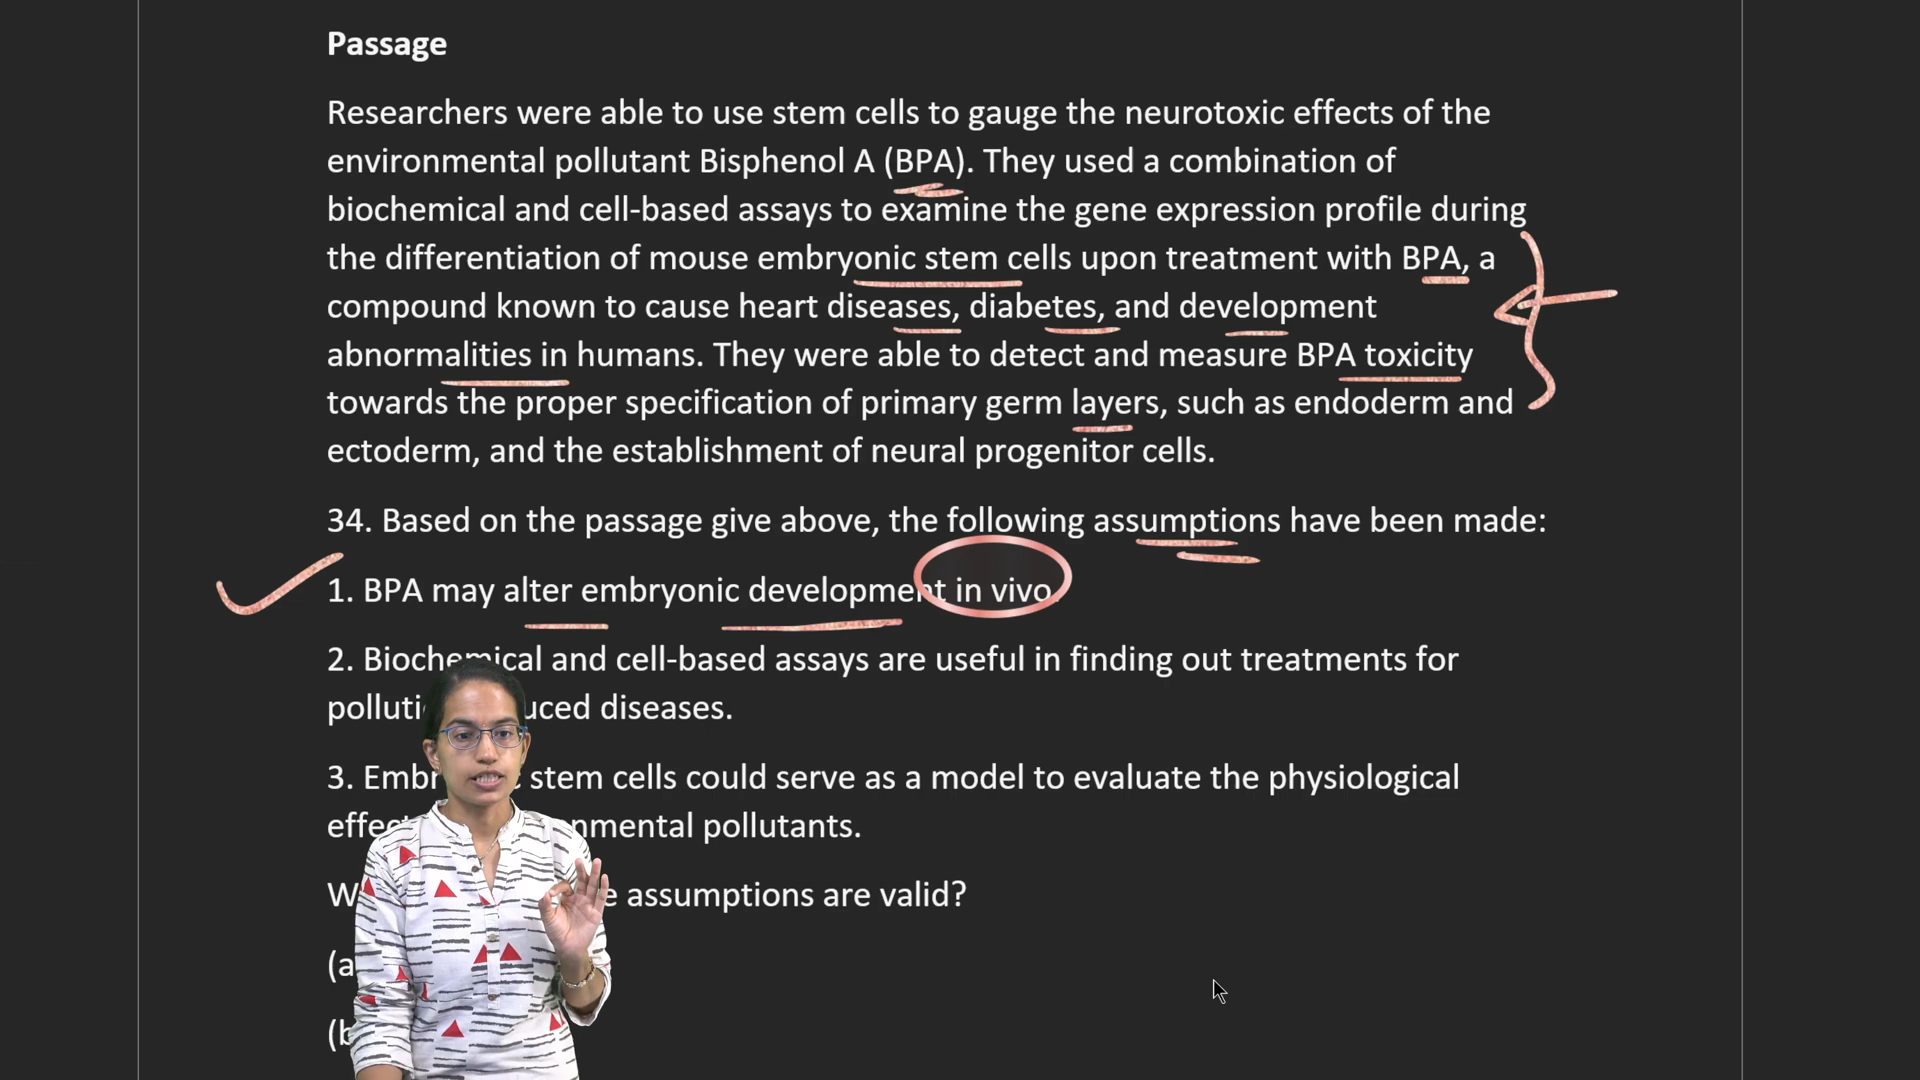 Passage
Researchers were able to use stem cells to gauge the neurotoxic effects of the
environmental pollutant Bisphenol A (BPA). They used a combination of
biochemical and cell-based assays to examine the gene expression profile during
the differentiation of mouse embryonic stem cells upon treatment with BPA, a
compound known to cause heart diseases, diabetes, and development
abnormalities in humans. They were able to detect and measure BPA toxicity
towards the proper specification of primary germ layers, such as endoderm and
ectoderm, and the establishment of neural progenitor cells.
34. Based on the passage give above, the following assumptions have been made:
1. BPA may alter embryonic development in vivo.
2. Biochemical and cell-based assays are useful in finding out treatments for
diseases.
3. stem cells could serve as a model to evaluate the physiological
pollutants.
assumptions are valid?
(a
(b